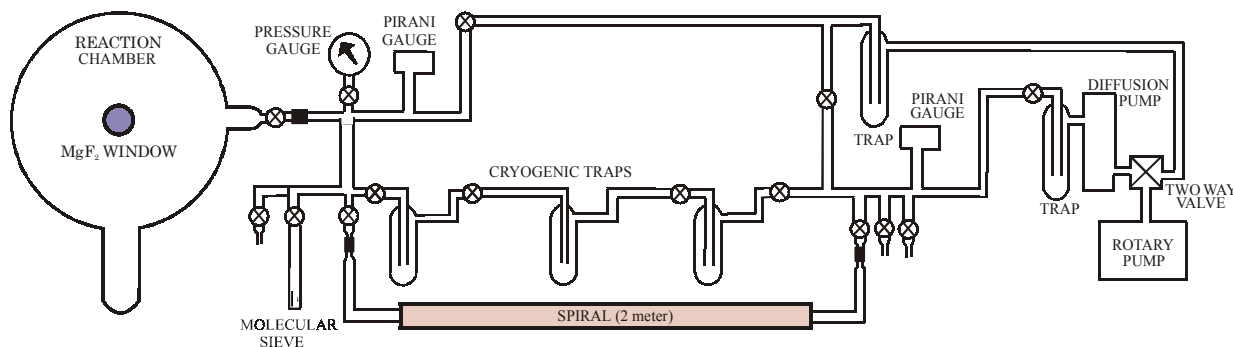 REACTION
CHAMBER
MgF₂ WINDOW
PRESSURE
GAUGE
PIRANI
GAUGE
CRYOGENIC TRAPS
TRAP
PIRANI
GAUGE
DIFFUSION
PUMP
TRAP
TWO WAY
VALVE
ROTARY
PUMP
MOLECULAR
SIEVE
SPIRAL (2 meter)